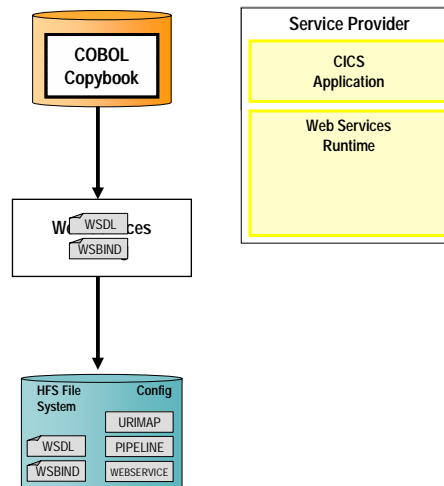 COBOL
Copybook
Service Provider
CICS
Application
Web Services
Runtime
WSDL
WSBIND
HFS File
System
Config
URIMAP
WSDL
PIPELINE
WSBIND
WEBSERVICE